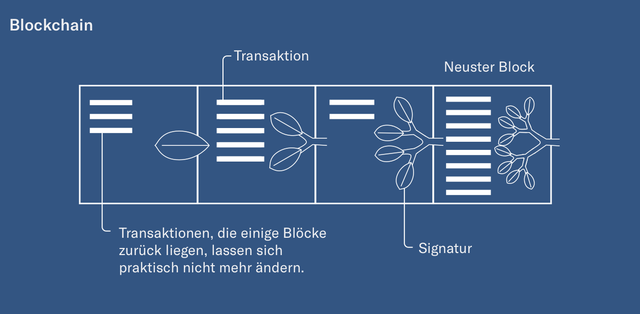 Blockchain
Transaktion
Neuster Block
Transaktionen, die einige Blöcke
zurück liegen, lassen sich
praktisch nicht mehr ändern.
Signatur